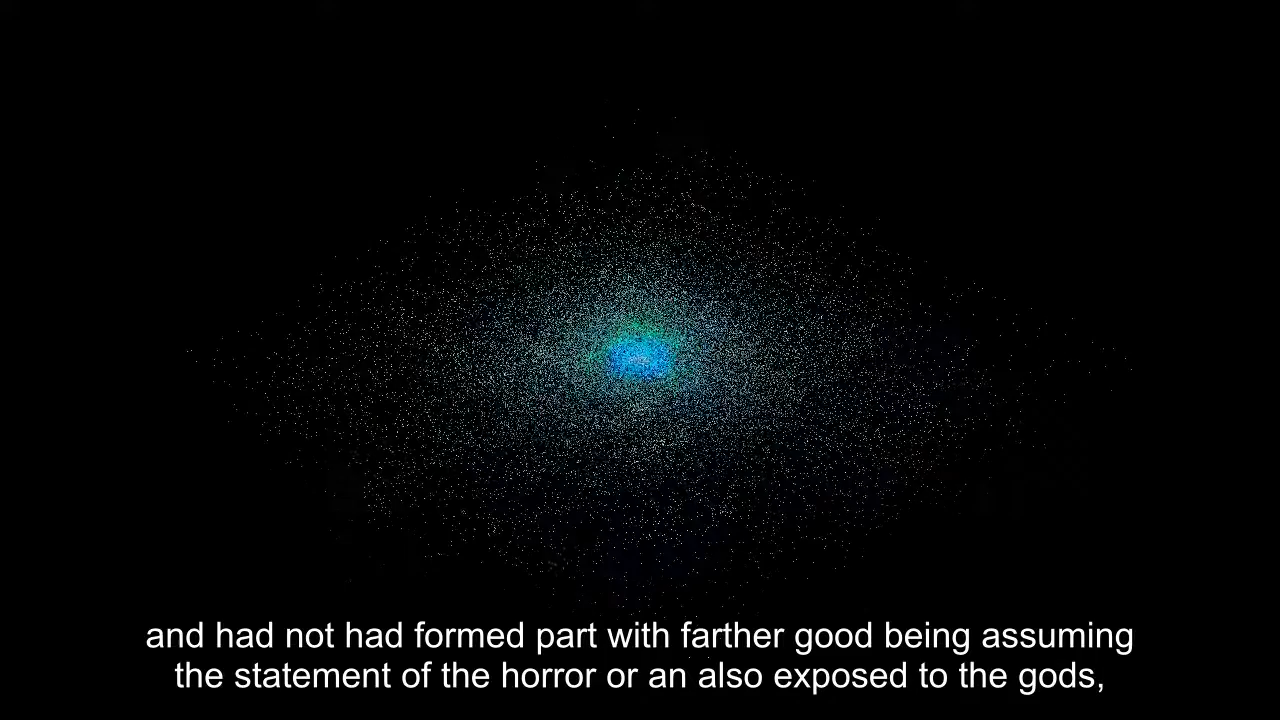 and had not had formed part with farther good being assuming
the statement of the horror or an also exposed to the gods,